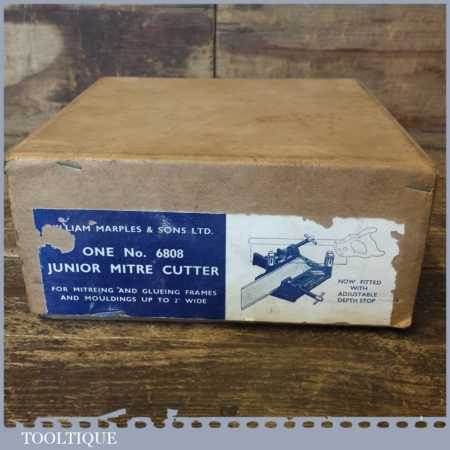 ILLIAM MARPLES & SONS LTD.
ONE No. 6808
JUNIOR MITRE CUTTER
FOR MITREING AND GLUEING FRAMES
AND MOULDINGS UP TO 2" WIDE
NOW FITTED
WITH
ADJUSTABLE
DEPTH STOP
TOOLTIQUE